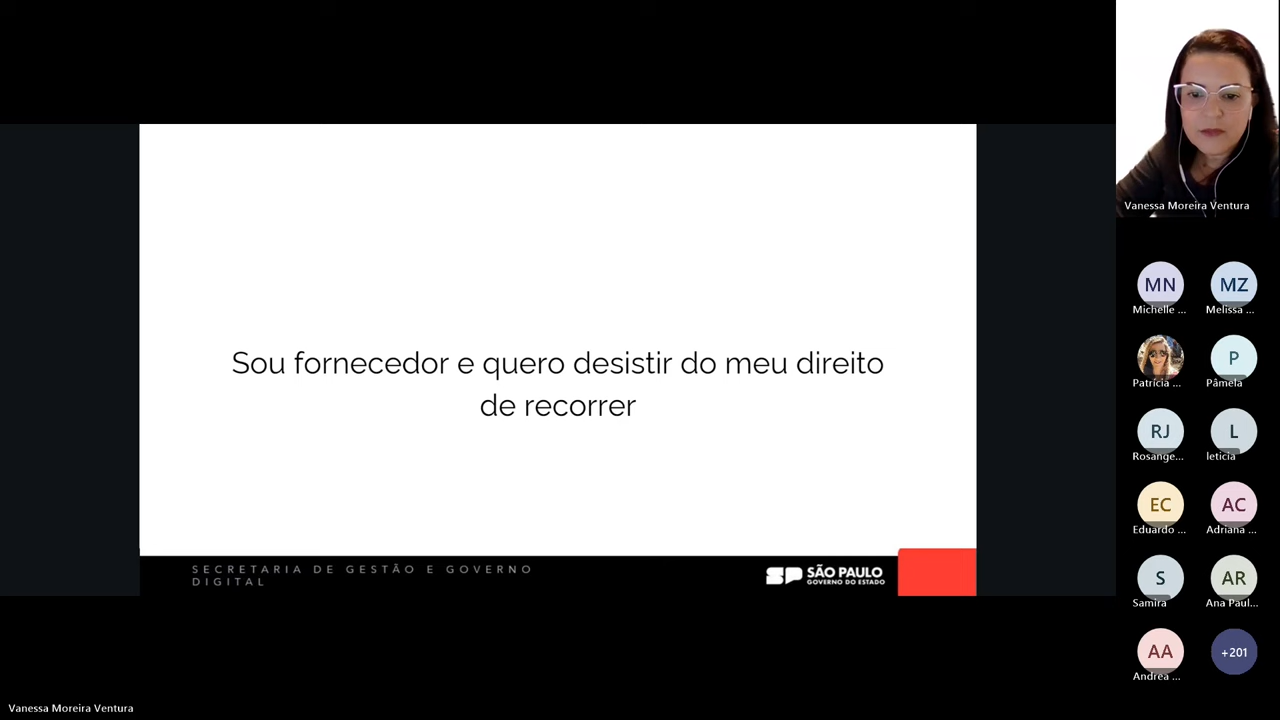 Sou fornecedor e quero desistir do meu direito
de recorrer
SECRETARIA DE GESTÃO E GOVERNO
DIGITAL
SP SÃO PAULO
GOVERNO DO ESTADO
Vanessa Moreira Ventura
MN
Michelle ...
MZ
Melissa ...
Patrícia ...
P
Pâmela
RJ
Rosange...
L
leticia
EC
Eduardo ...
AC
Adriana ...
S
Samira
AR
Ana Paul...
AA
Andrea ...
+201
Vanessa Moreira Ventura